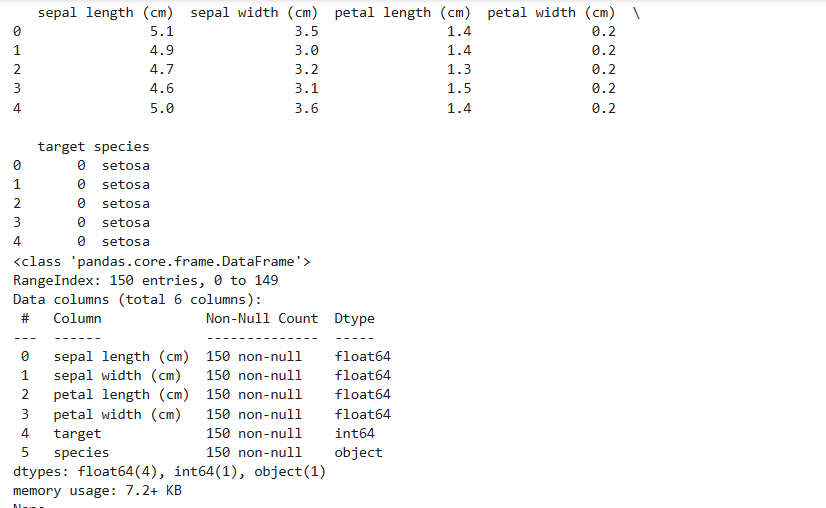 sepal length (cm)  sepal width (cm)  petal length (cm)  petal width (cm)  \
0                5.1               3.5                1.4               0.2
1                4.9               3.0                1.4               0.2
2                4.7               3.2                1.3               0.2
3                4.6               3.1                1.5               0.2
4                5.0               3.6                1.4               0.2

   target species
0       0  setosa
1       0  setosa
2       0  setosa
3       0  setosa
4       0  setosa
<class 'pandas.core.frame.DataFrame'>
RangeIndex: 150 entries, 0 to 149
Data columns (total 6 columns):
 #   Column             Non-Null Count  Dtype
---  ------             --------------  -----
 0   sepal length (cm)  150 non-null    float64
 1   sepal width (cm)   150 non-null    float64
 2   petal length (cm)  150 non-null    float64
 3   petal width (cm)   150 non-null    float64
 4   target             150 non-null    int64
 5   species            150 non-null    object
dtypes: float64(4), int64(1), object(1)
memory usage: 7.2+ KB